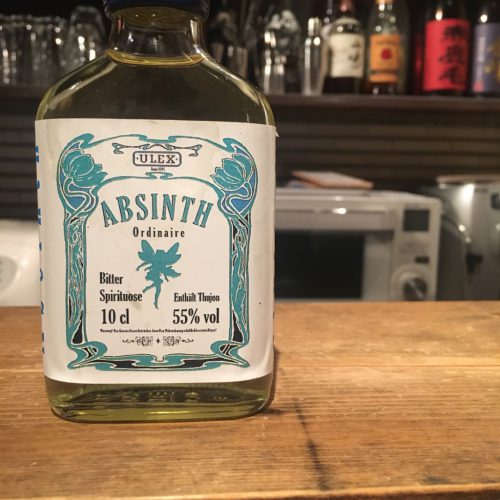 ULEX
ABSINTH
Ordinaire
Bitter
Spirituose
Enthält Thujon
10 cl
55% vol